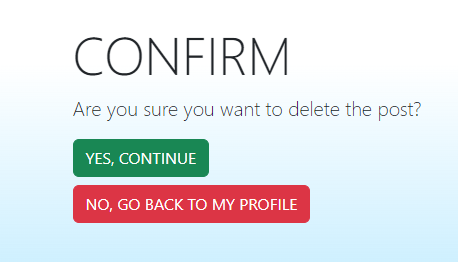 CONFIRM
Are you sure you want to delete the post?
YES, CONTINUE
NO, GO BACK TO MY PROFILE